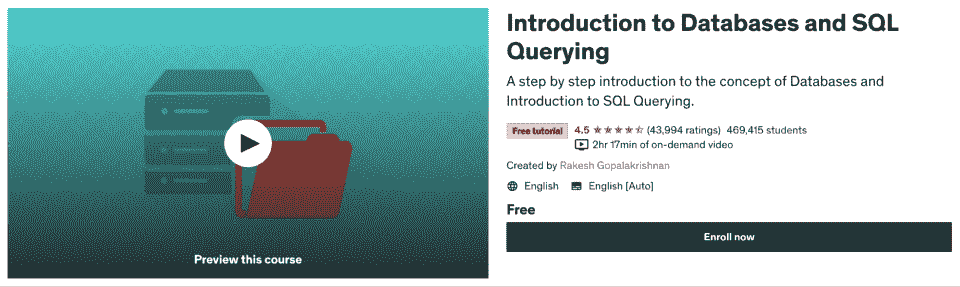 Preview this course
Introduction to Databases and SQL
Querying
A step by step introduction to the concept of Databases and
Introduction to SQL Querying.
Free tutorial 4.5 (43,994 ratings) 469,415 students
2hr 17min of on-demand video
Created by Rakesh Gopalakrishnan
English English [Auto]
Free
Enroll now